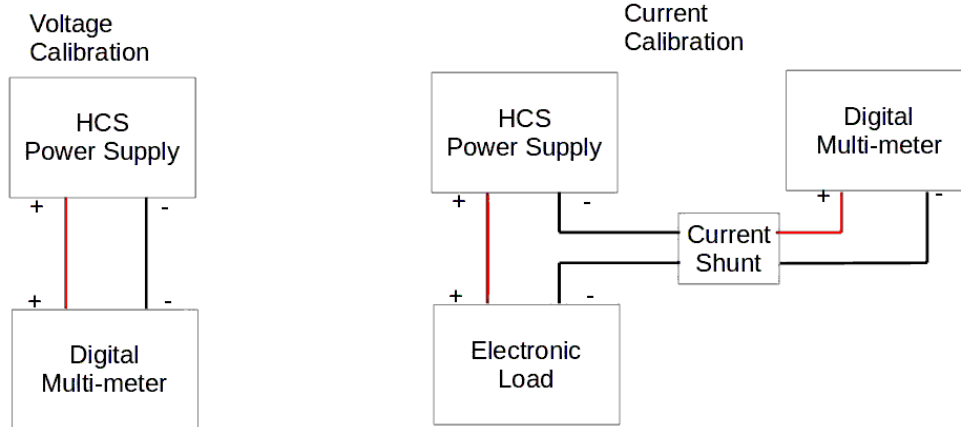 Voltage
Calibration
HCS
Power Supply
+ -
+ -
Digital
Multi-meter
Current
Calibration
HCS
Power Supply
+ -
Digital
Multi-meter
+ -
Current
Shunt
+ -
Electronic
Load